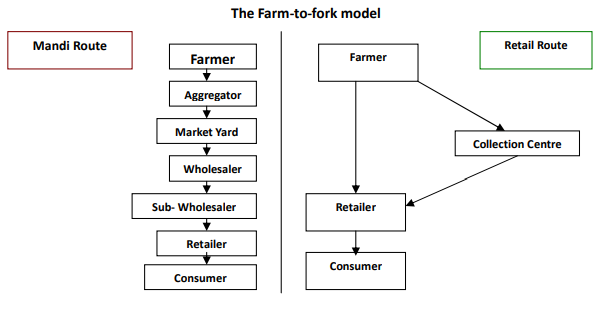 The Farm-to-fork model
Mandi Route
Farmer
Aggregator
Market Yard
Wholesaler
Sub- Wholesaler
Retailer
Consumer
Retail Route
Farmer
Collection Centre
Retailer
Consumer